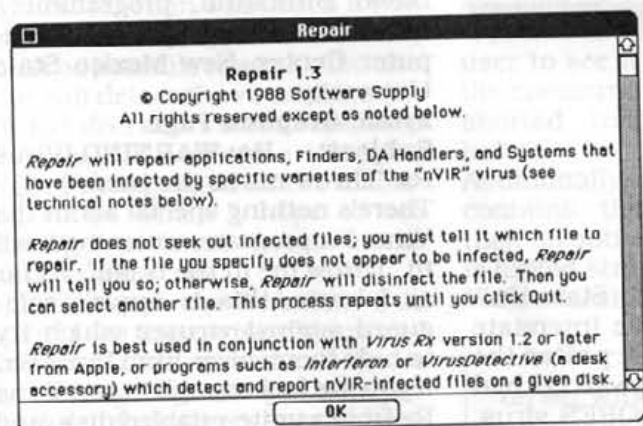 Repair
Repair 1.3
© Copyright 1988 Software Supply
All rights reserved except as noted below.
Repair will repair applications, Finders, DA Handlers, and Systems that
have been infected by specific varieties of the "nVIR" virus (see
technical notes below).
Repair does not seek out infected files; you must tell it which file to
repair. If the file you specify does not appear to be infected, Repair
will tell you so; otherwise, Repair will disinfect the file. Then you
can select another file. This process repeats until you click Quit.
Repair is best used in conjunction with Virus Rx version 1.2 or later
from Apple, or programs such as Interferon or VirusDetective (a desk
accessory) which detect and report nVIR-infected files on a given disk.
OK